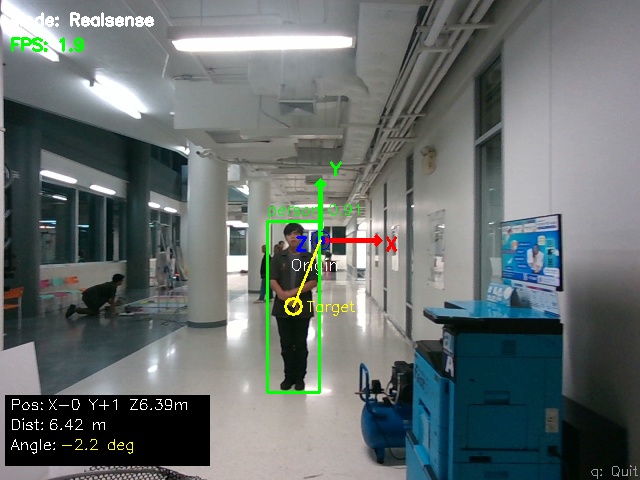 Mode: Realsense
FPS: 1.9
Y
Z
X
Origin
Target
Pos: X-0 Y+1 Z6.39m
Dist: 6.42 m
Angle: -2.2 deg
q: Quit